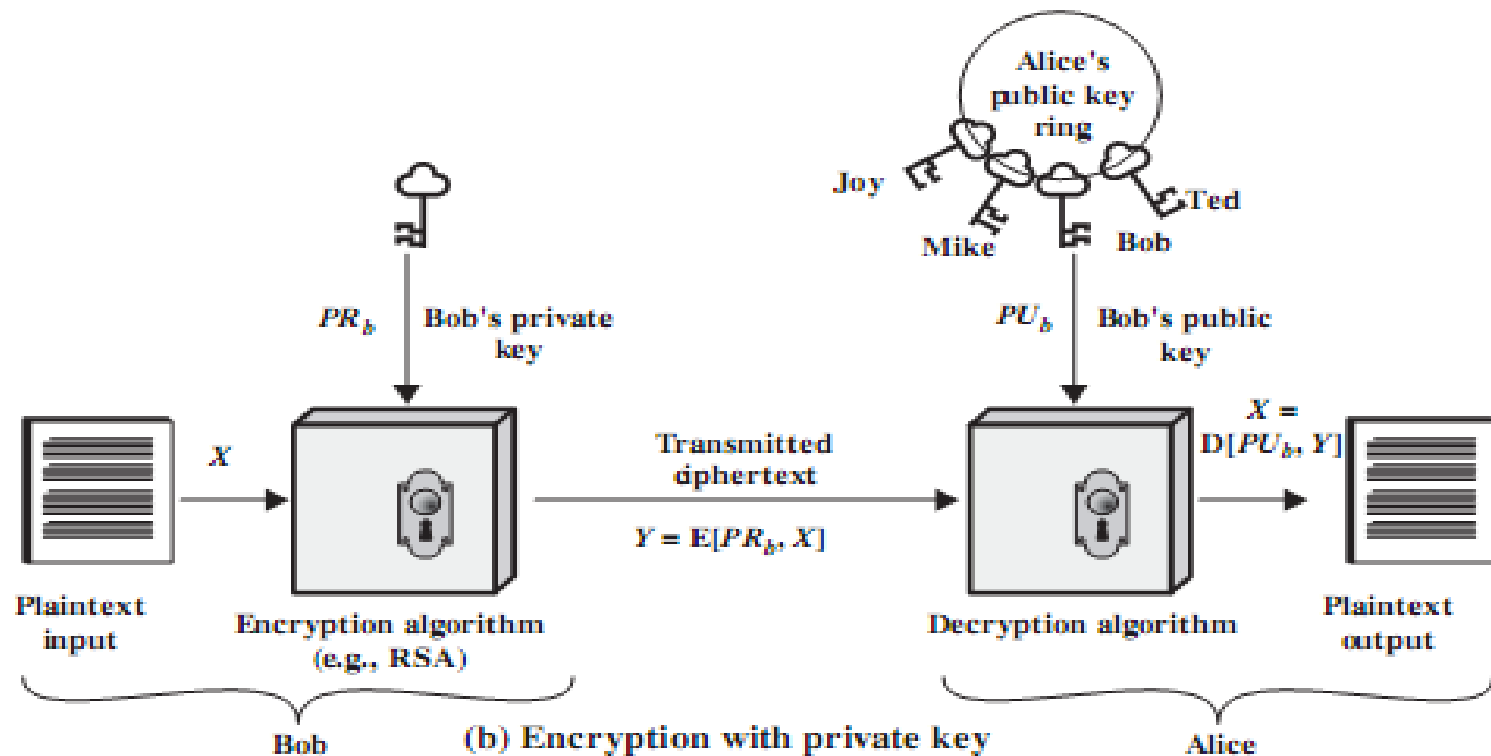 Alice's
public key
ring
Joy
Mike
Bob
Ted
PR_b
Bob's private
key
PU_b
Bob's public
key
X
Transmitted
ciphertext
Y = E[PR_b, X]
X =
D[PU_b, Y]
Plaintext
input
Encryption algorithm
(e.g., RSA)
Decryption algorithm
Plaintext
output
Bob
(b) Encryption with private key
Alice